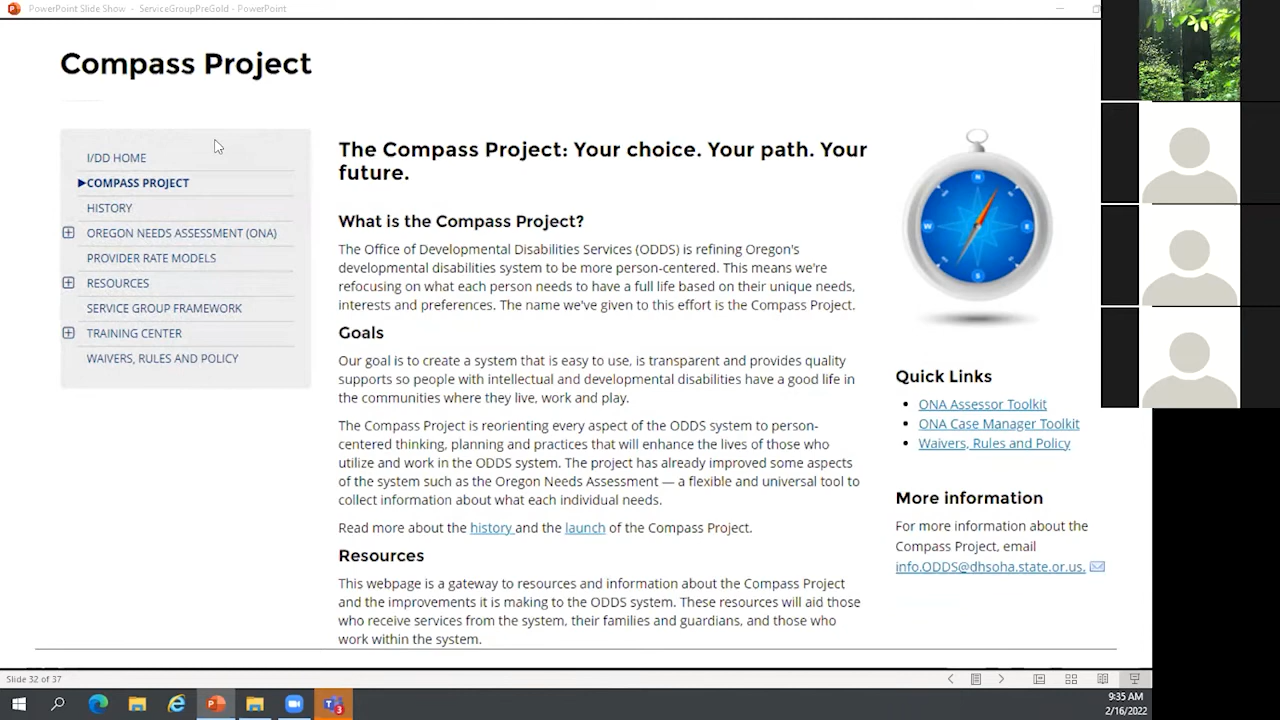 PowerPoint Slide Show - ServiceGroupPreGold - PowerPoint
Compass Project
I/DD HOME
COMPASS PROJECT
HISTORY
OREGON NEEDS ASSESSMENT (ONA)
PROVIDER RATE MODELS
RESOURCES
SERVICE GROUP FRAMEWORK
TRAINING CENTER
WAIVERS, RULES AND POLICY
The Compass Project: Your choice. Your path. Your
future.
What is the Compass Project?
The Office of Developmental Disabilities Services (ODDS) is refining Oregon's
developmental disabilities system to be more person-centered. This means we're
refocusing on what each person needs to have a full life based on their unique needs,
interests and preferences. The name we've given to this effort is the Compass Project.
Goals
Our goal is to create a system that is easy to use, is transparent and provides quality
supports so people with intellectual and developmental disabilities have a good life in
the communities where they live, work and play.
The Compass Project is reorienting every aspect of the ODDS system to person-
centered thinking, planning and practices that will enhance the lives of those who
utilize and work in the ODDS system. The project has already improved some aspects
of the system such as the Oregon Needs Assessment — a flexible and universal tool to
collect information about what each individual needs.
Read more about the history and the launch of the Compass Project.
Resources
This webpage is a gateway to resources and information about the Compass Project
and the improvements it is making to the ODDS system. These resources will aid those
who receive services from the system, their families and guardians, and those who
work within the system.
N
W
E
S
Quick Links
• ONA Assessor Toolkit
• ONA Case Manager Toolkit
• Waivers, Rules and Policy
More information
For more information about the
Compass Project, email
info.ODDS@dhsoha.state.or.us.
Slide 32 of 37
3
9:35 AM
2/16/2022